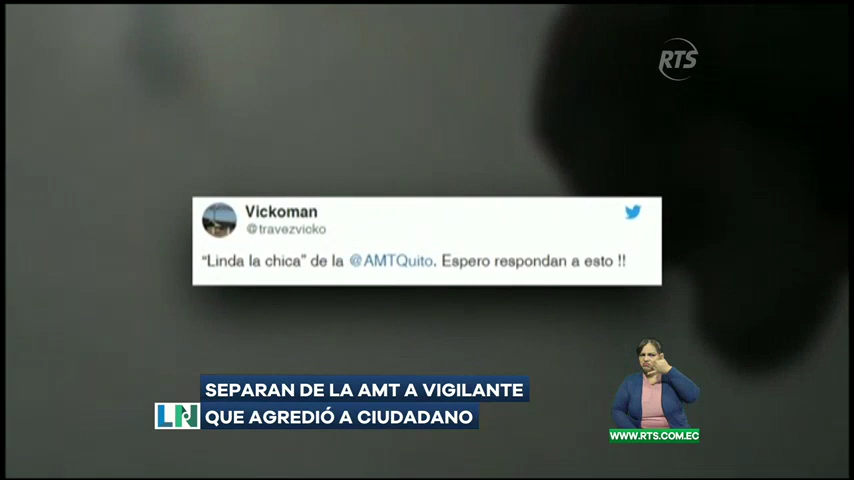 RTS
Vickoman
@travezvicko
“Linda la chica” de la @AMTQuito. Espero respondan a esto !!
SEPARAN DE LA AMT A VIGILANTE
LN QUE AGREDIÓ A CIUDADANO
WWW.RTS.COM.EC